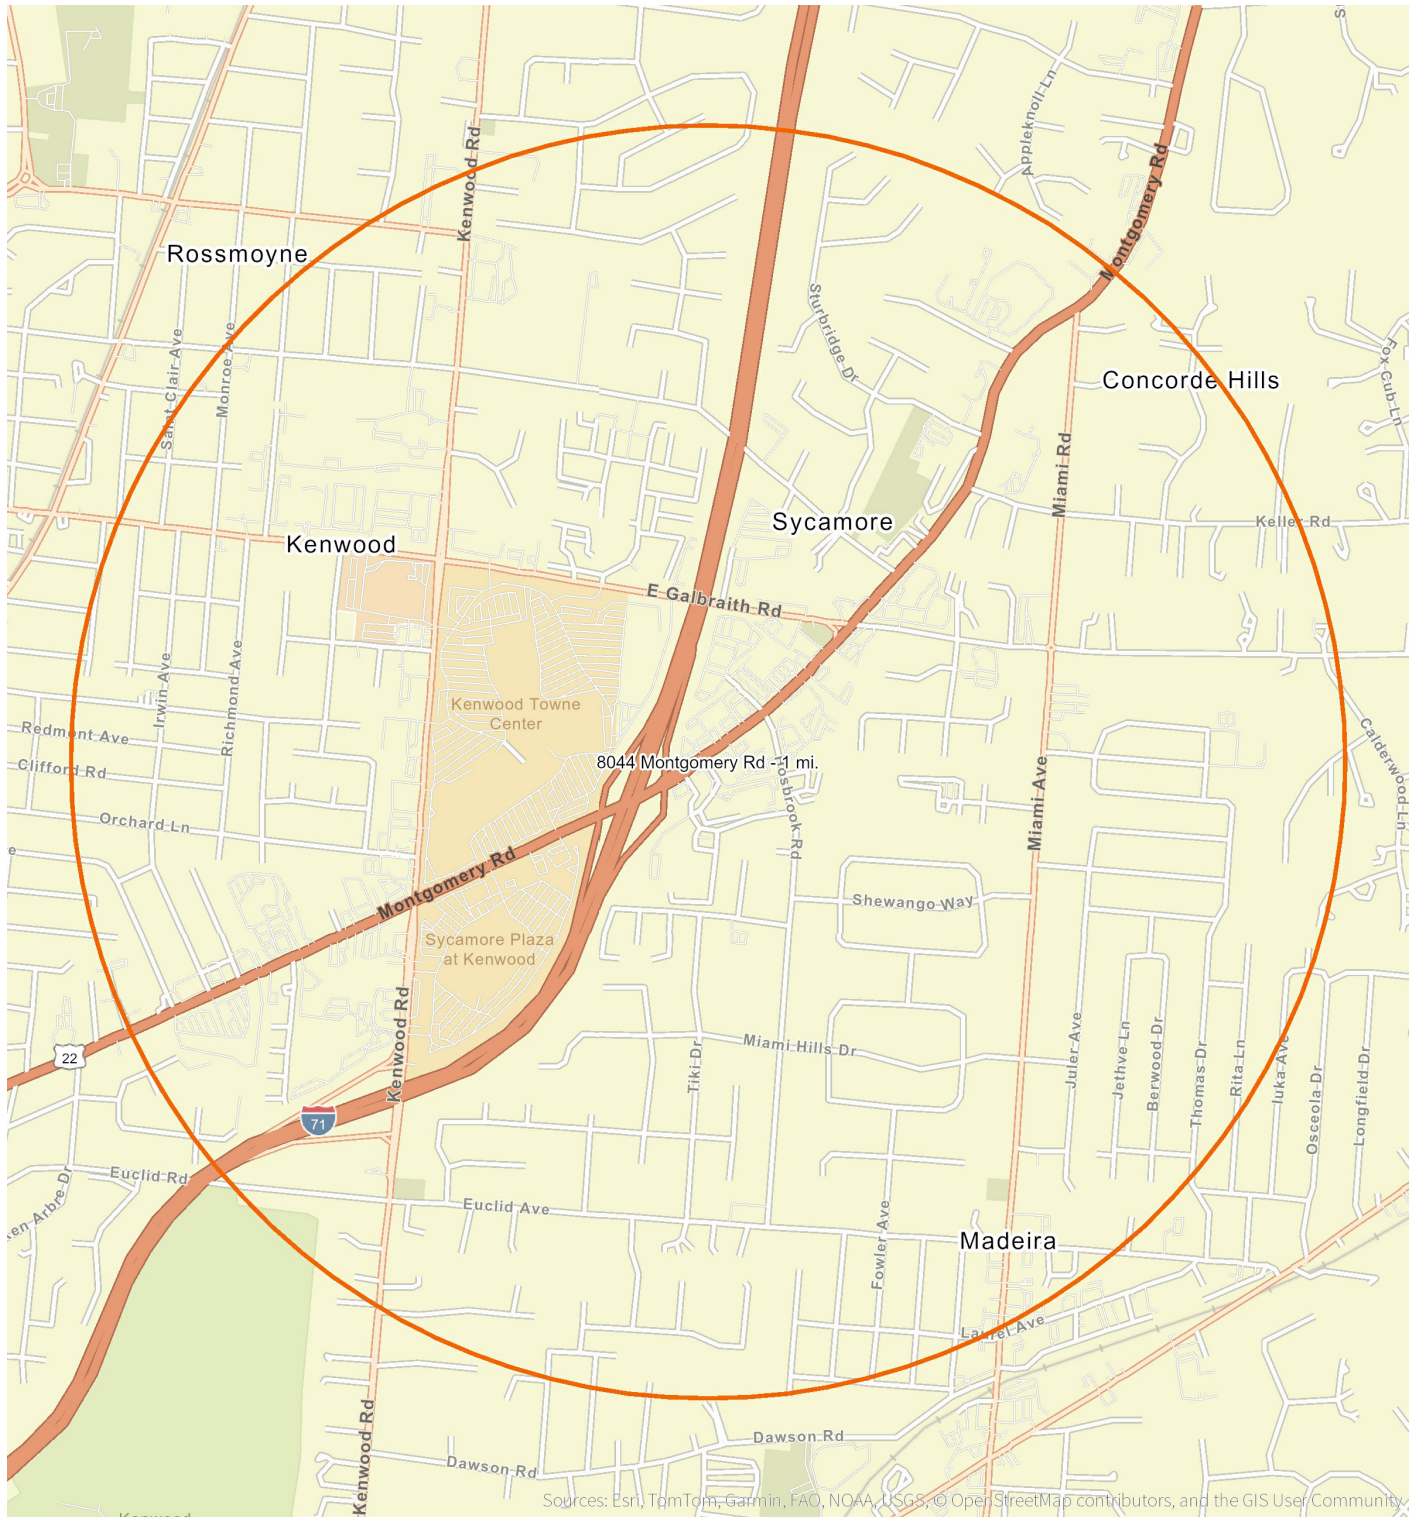 Appleknoll Ln
Kenwood Rd
Montgomery Rd
Rossmoyne
Sturbridge Dr
Saint Clair Ave
Monroe Ave
Concorde Hills
Fox Cub Ln
Miami Rd
Sycamore
Keller Rd
Kenwood
E Galbraith Rd
Irwin Ave
Richmond Ave
Kenwood Towne
Center
Redmont Ave
Clifford Rd
8044 Montgomery Rd - 1 mi.
Calderwood Ln
Miami Ave
Orchard Ln
Montgomery Rd
Shewango Way
Sycamore Plaza
at Kenwood
Kenwood Rd
22
Miami Hills Dr
Tiki Dr
Juler Ave
Jethve Ln
Berwood Dr
Thomas Dr
Rita Ln
Iuka Ave
Osceola Dr
Longfield Dr
71
Euclid Rd
Euclid Ave
Fowler Ave
Madeira
Laurel Ave
Kenwood Rd
Dawson Rd
Dawson Rd
Sources: Esri, TomTom, Garmin, FAO, NOAA, USGS, © OpenStreetMap contributors, and the GIS User Community